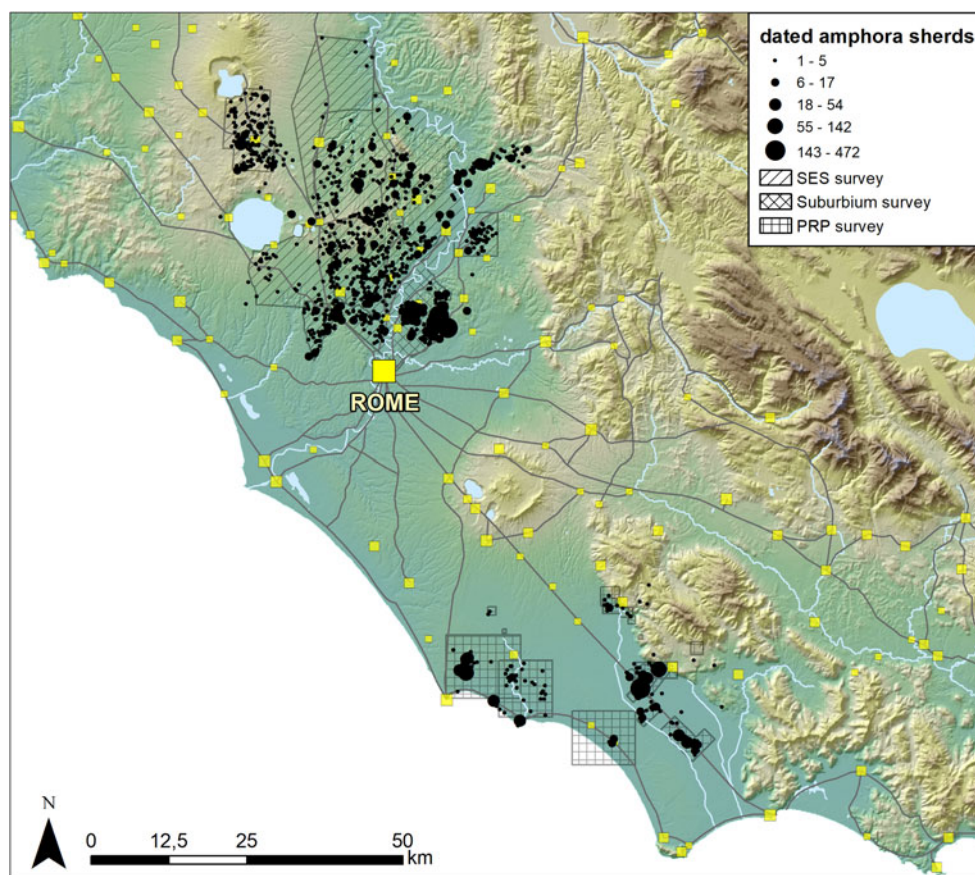 dated amphora sherds
1 - 5
6 - 17
18 - 54
55 - 142
143 - 472
SES survey
Suburbium survey
PRP survey
ROME
N
0 12,5 25 50
km